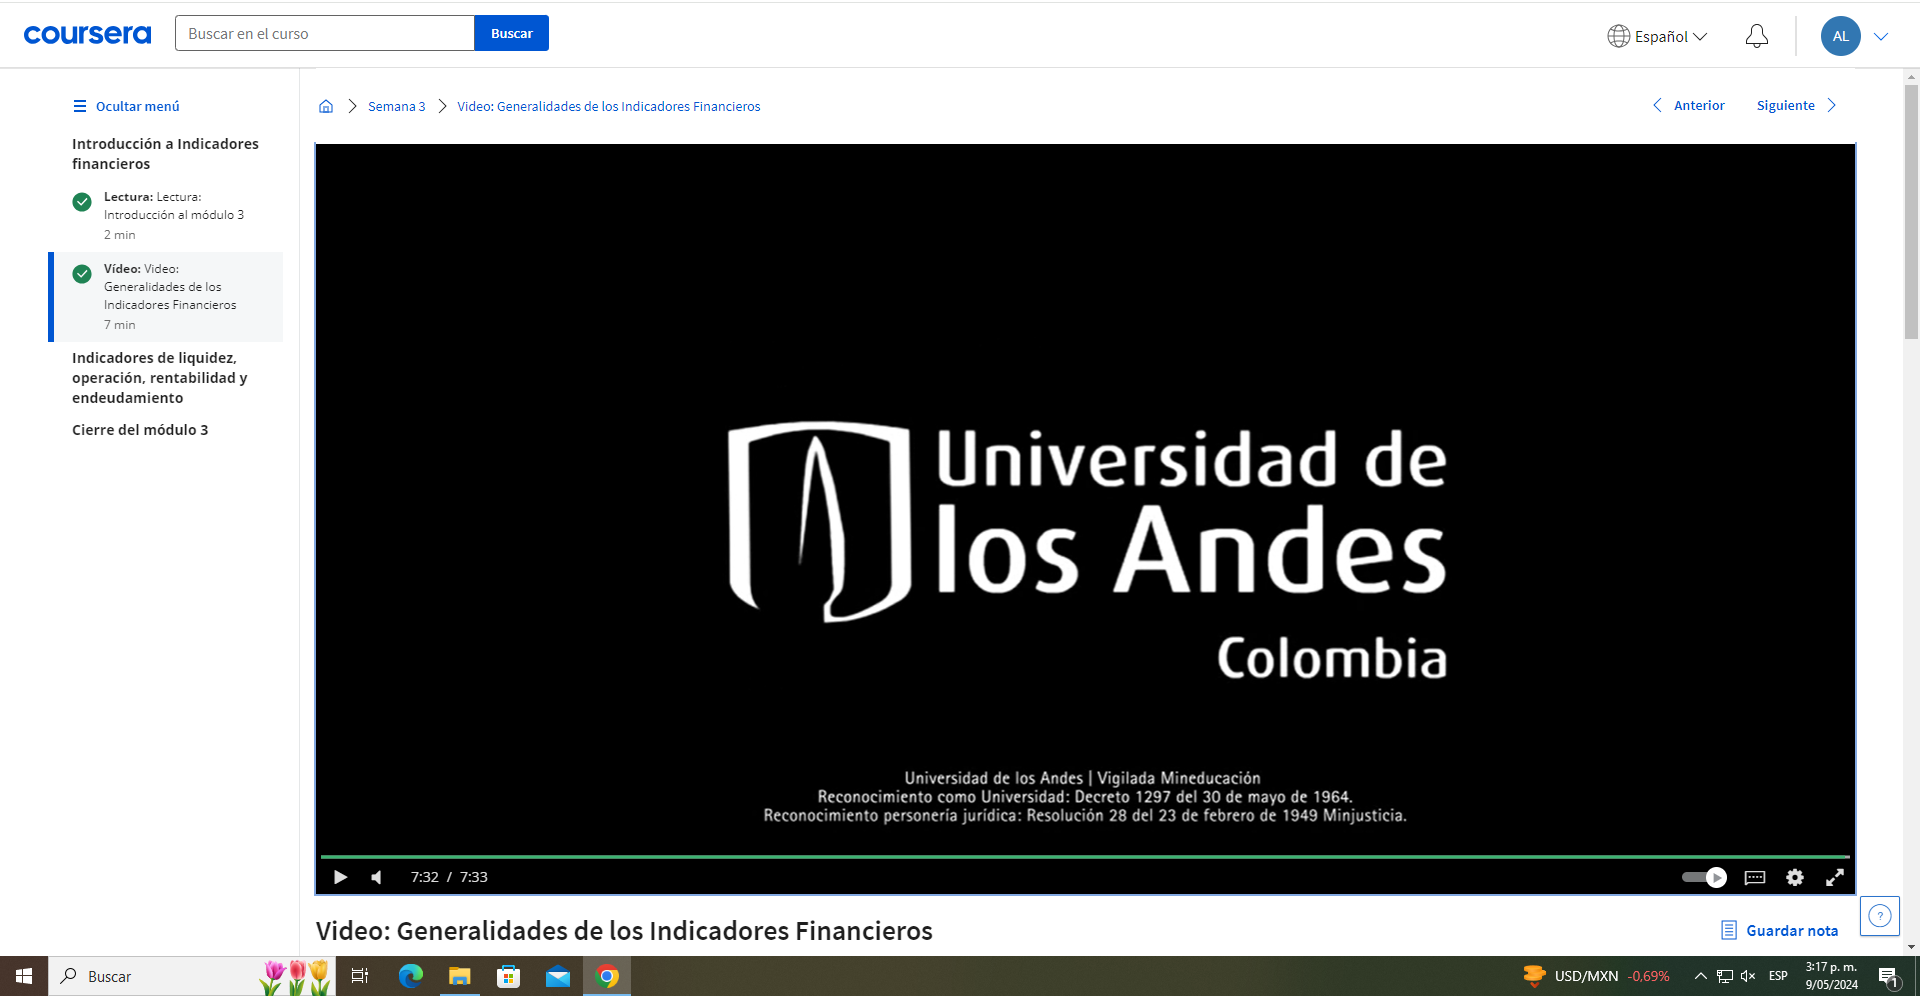 coursera
Buscar en el curso
Buscar
Español
AL
Ocultar menú
Introducción a Indicadores
financieros
Lectura: Lectura:
Introducción al módulo 3
2 min
Vídeo: Video:
Generalidades de los
Indicadores Financieros
7 min
Indicadores de liquidez,
operación, rentabilidad y
endeudamiento
Cierre del módulo 3
Semana 3
Video: Generalidades de los Indicadores Financieros
Anterior
Siguiente
Universidad de
los Andes
Colombia
Universidad de los Andes | Vigilada Mineducación
Reconocimiento como Universidad: Decreto 1297 del 30 de mayo de 1964.
Reconocimiento personería jurídica: Resolución 28 del 23 de febrero de 1949 Minjusticia.
7:32 / 7:33
Video: Generalidades de los Indicadores Financieros
Guardar nota
?
Buscar
USD/MXN -0,69%
ESP
3:17 p. m.
9/05/2024
1